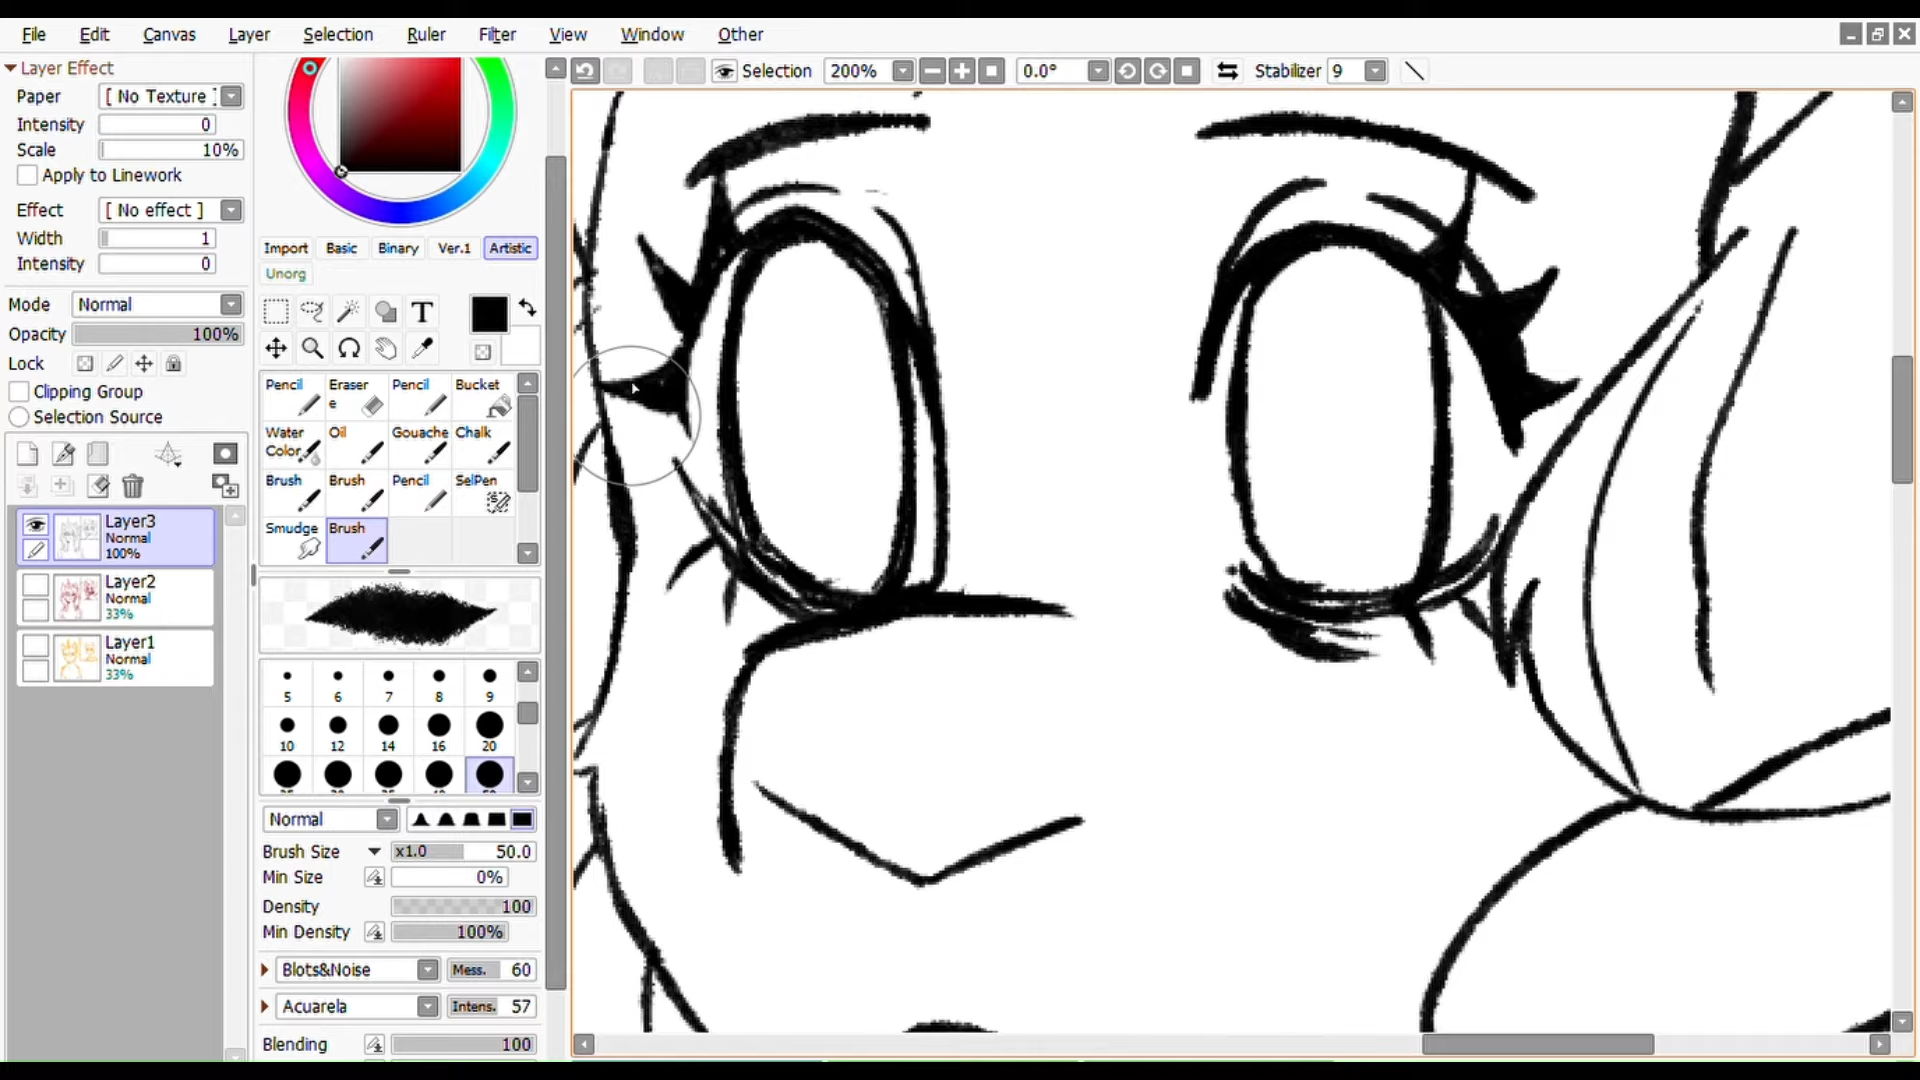 File Edit Canvas Layer Selection Ruler Filter View Window Other
Layer Effect
Paper [ No Texture ]
Intensity 0
Scale 10%
Apply to Linework
Effect [ No effect ]
Width 1
Intensity 0
Mode Normal
Opacity 100%
Lock
Clipping Group
Selection Source
Layer3
Normal
100%
Layer2
Normal
33%
Layer1
Normal
33%
Import Basic Binary Ver.1 Artistic
Unorg
T
Pencil Eraser Pencil Bucket
e
Water Oil Gouache Chalk
Color
Brush Brush Pencil SelPen
Smudge Brush
5 6 7 8 9
10 12 14 16 20
Normal
Brush Size x1.0 50.0
Min Size 0%
Density 100
Min Density 100%
Blots&Noise Mess. 60
Acuarela Intens. 57
Blending 100
Selection 200% 0.0° Stabilizer 9